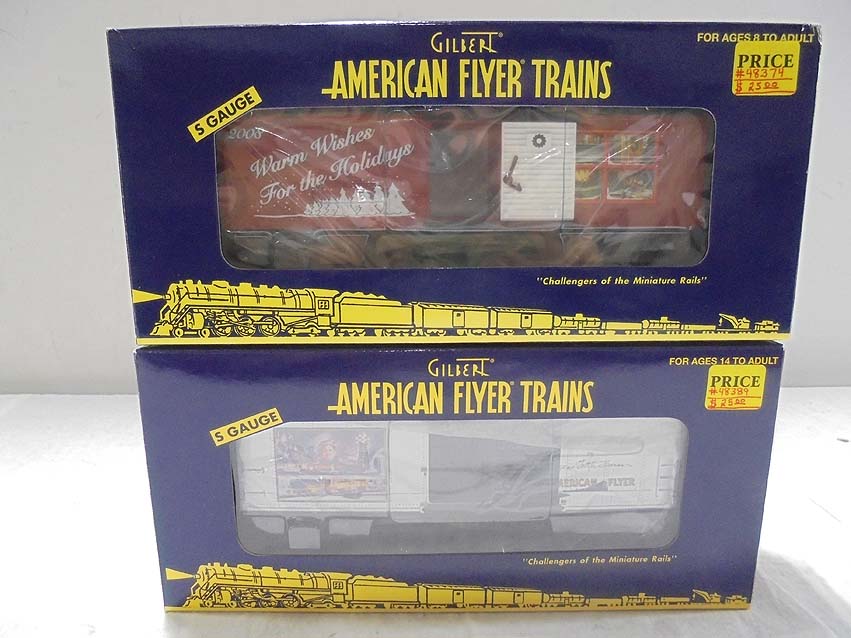 GILBERT®
FOR AGES 8 TO ADULT
AMERICAN FLYER® TRAINS
PRICE
#48374
$ 25.00
S GAUGE
2008
Warm Wishes
For the Holidays
"Challengers of the Miniature Rails"
GILBERT®
FOR AGES 14 TO ADULT
AMERICAN FLYER® TRAINS
PRICE
#48389
$ 25.00
S GAUGE
AMERICAN FLYER
"Challengers of the Miniature Rails"